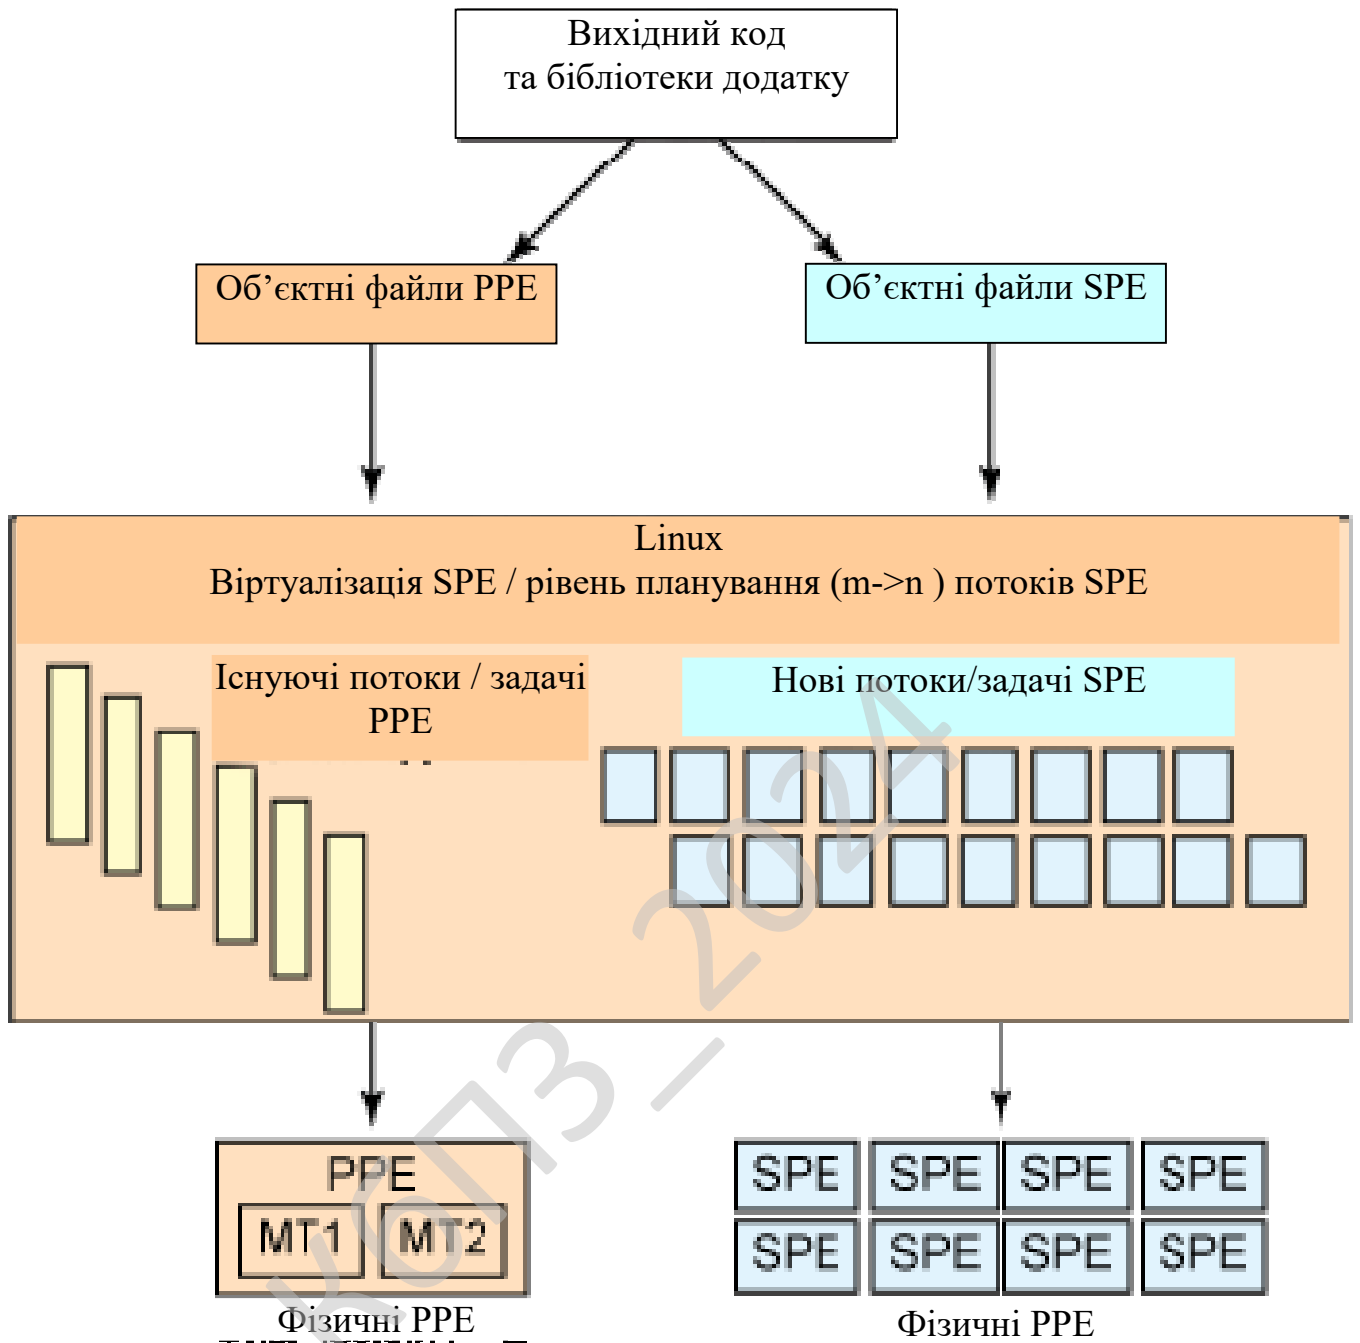 Вихідний код
та бібліотеки додатку
Об’єктні файли PPE
Об’єктні файли SPE
Linux
Віртуалізація SPE / рівень планування (m->n ) потоків SPE
Існуючі потоки / задачі
PPE
Нові потоки/задачі SPE
PPE
MT1 MT2
SPE SPE SPE SPE
SPE SPE SPE SPE
Фізичні PPE
Фізичні PPE
КбПЗ_2024